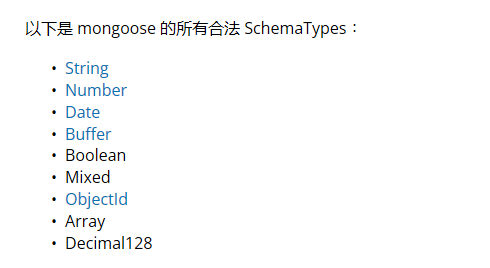 以下是 mongoose 的所有合法 SchemaTypes：
• String
• Number
• Date
• Buffer
• Boolean
• Mixed
• ObjectId
• Array
• Decimal128